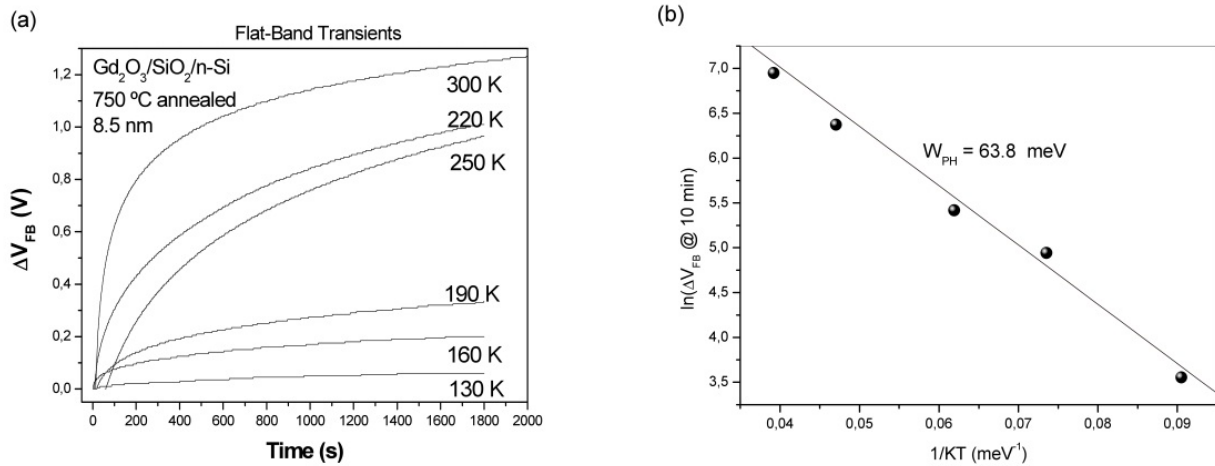 (a)
Flat-Band Transients
Gd₂O₃/SiO₂/n-Si
750 ºC annealed
8.5 nm
300 K
220 K
250 K
190 K
160 K
130 K
1,2
1,0
0,8
0,6
0,4
0,2
0,0
ΔV_FB (V)
0 200 400 600 800 1000 1200 1400 1600 1800 2000
Time (s)
(b)
W_PH = 63.8 meV
7,0
6,5
6,0
5,5
5,0
4,5
4,0
3,5
ln(ΔV_FB @ 10 min)
0,04 0,05 0,06 0,07 0,08 0,09
1/KT (meV⁻¹)